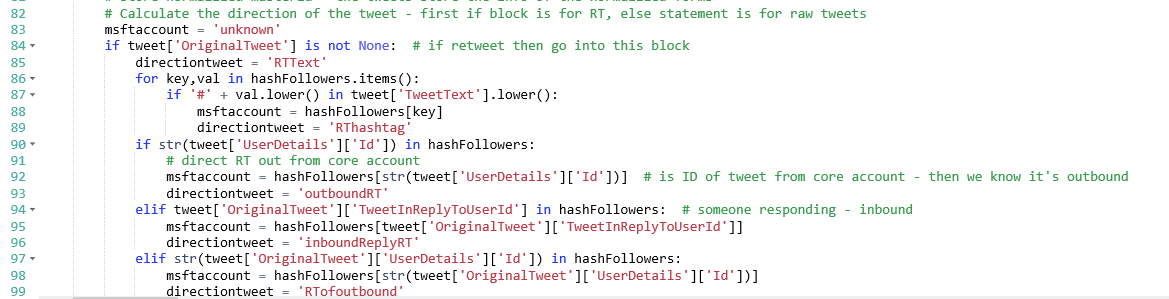 82 # Calculate the direction of the tweet - first if block is for RT, else statement is for raw tweets
83 msftaccount = 'unknown'
84 if tweet['OriginalTweet'] is not None:  # if retweet then go into this block
85 directiontweet = 'RTText'
86 for key,val in hashFollowers.items():
87 if '#' + val.lower() in tweet['TweetText'].lower():
88 msftaccount = hashFollowers[key]
89 directiontweet = 'RThashtag'
90 if str(tweet['UserDetails']['Id']) in hashFollowers:
91 # direct RT out from core account
92 msftaccount = hashFollowers[str(tweet['UserDetails']['Id'])]  # is ID of tweet from core account - then we know it's outbound
93 directiontweet = 'outboundRT'
94 elif tweet['OriginalTweet']['TweetInReplyToUserId'] in hashFollowers:  # someone responding - inbound
95 msftaccount = hashFollowers[tweet['OriginalTweet']['TweetInReplyToUserId']]
96 directiontweet = 'inboundReplyRT'
97 elif str(tweet['OriginalTweet']['UserDetails']['Id']) in hashFollowers:
98 msftaccount = hashFollowers[str(tweet['OriginalTweet']['UserDetails']['Id'])]
99 directiontweet = 'RTofoutbound'